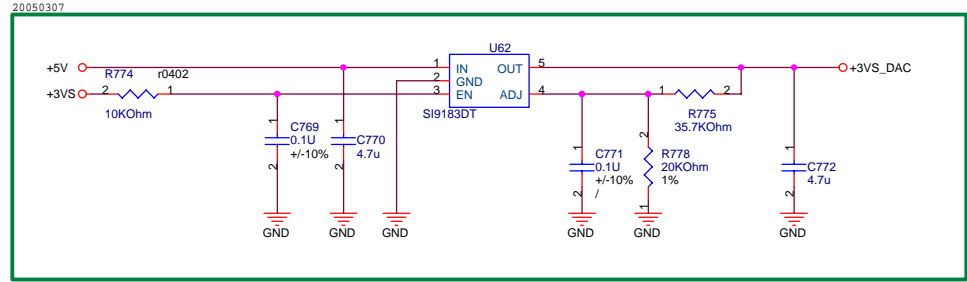 20050307
U62
+5V
1 IN OUT 5
+3VS_DAC
R774 r0402
2 GND
+3VS 2 1
3 EN ADJ 4
1 2
10KOhm
SI9183DT
R775
35.7KOhm
1
C769
0.1U
+/-10%
2
1
C770
4.7u
2
1
C771
0.1U
+/-10%
/
2
2
R778
20KOhm
1%
1
1
C772
4.7u
2
GND GND GND GND GND GND